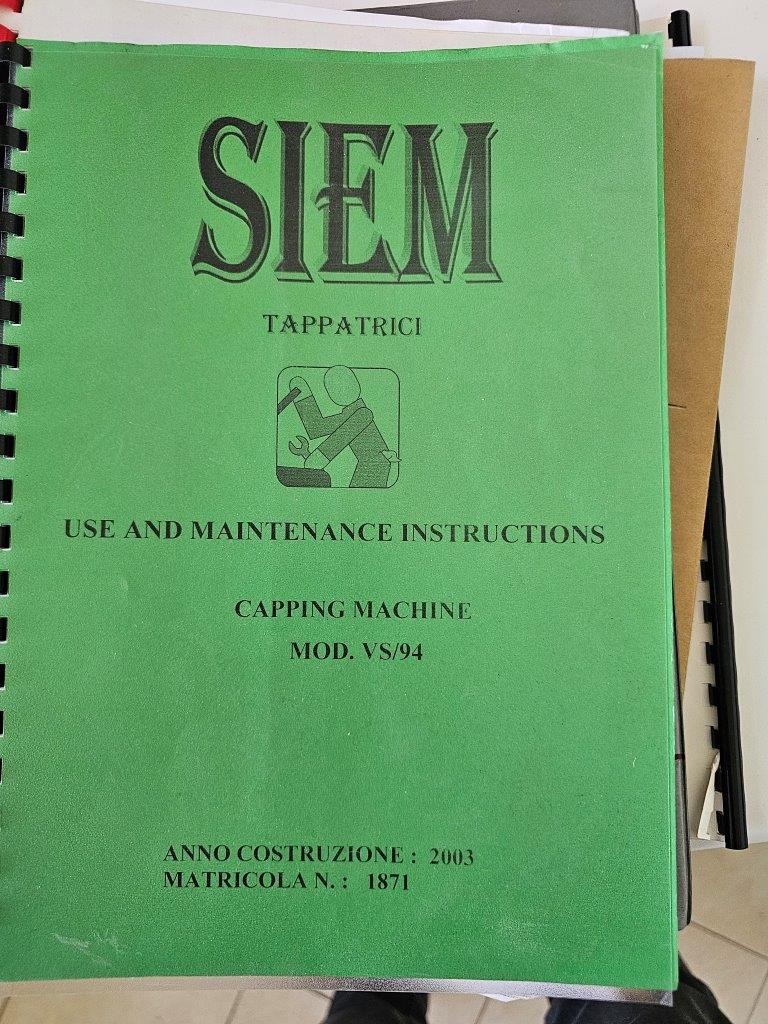 SIEM
TAPPATRICI
USE AND MAINTENANCE INSTRUCTIONS
CAPPING MACHINE
MOD. VS/94
ANNO COSTRUZIONE : 2003
MATRICOLA N. : 1871